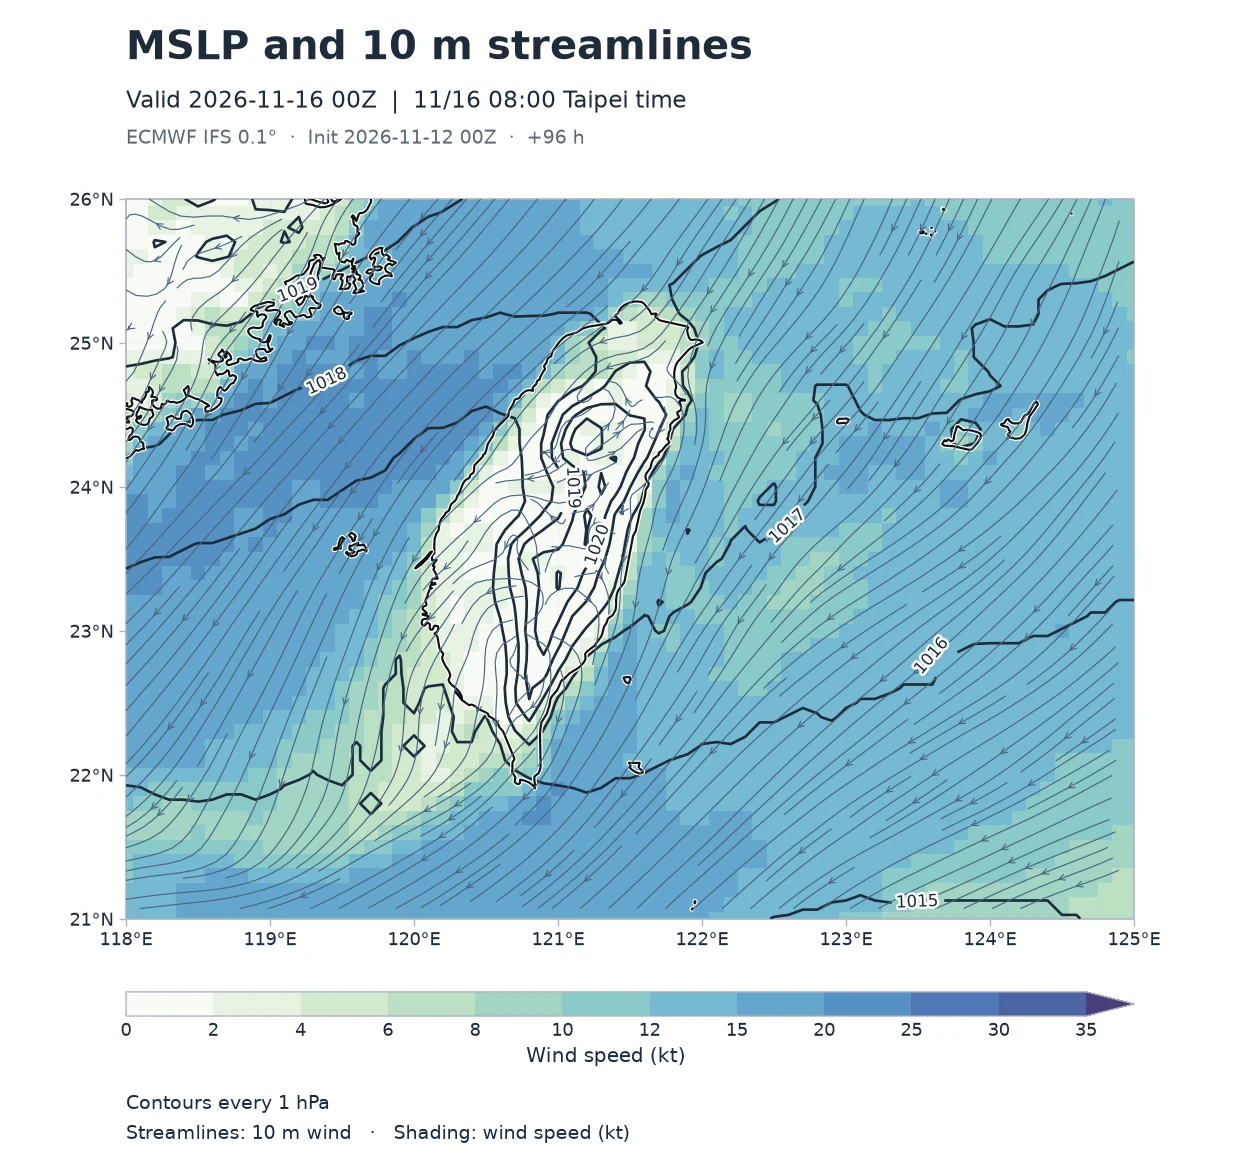 MSLP and 10 m streamlines
Valid 2026-11-16 00Z | 11/16 08:00 Taipei time
ECMWF IFS 0.1° · Init 2026-11-12 00Z · +96 h
26°N
25°N
24°N
23°N
22°N
21°N
1019
1018
1019
1020
1017
1016
1015
118°E 119°E 120°E 121°E 122°E 123°E 124°E 125°E
0 2 4 6 8 10 12 15 20 25 30 35
Wind speed (kt)
Contours every 1 hPa
Streamlines: 10 m wind · Shading: wind speed (kt)